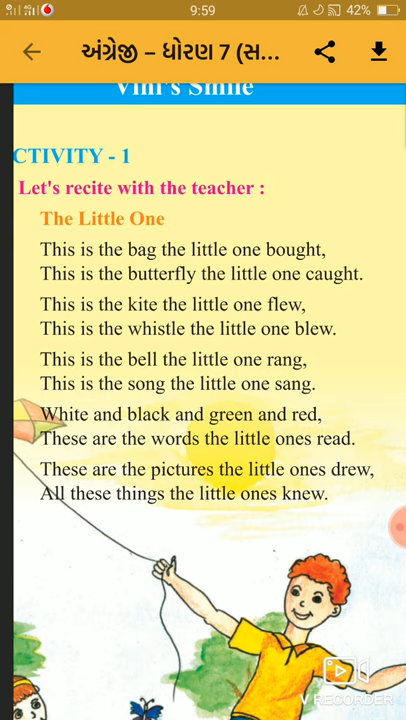 9:59
42%
અંગ્રેજી – ધોરણ 7 (સ...
Vini's Smile
CTIVITY - 1
Let's recite with the teacher :
The Little One
This is the bag the little one bought,
This is the butterfly the little one caught.
This is the kite the little one flew,
This is the whistle the little one blew.
This is the bell the little one rang,
This is the song the little one sang.
White and black and green and red,
These are the words the little ones read.
These are the pictures the little ones drew,
All these things the little ones knew.
V RECORDER